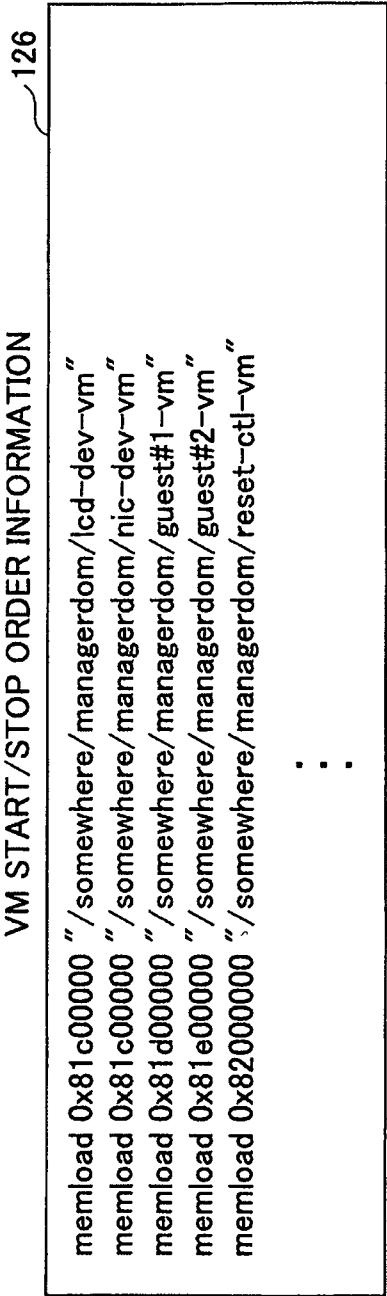 VM START/STOP ORDER INFORMATION
126
memload 0x81c00000 "/somewhere/managerdom/lcd-dev-vm"
memload 0x81c00000 "/somewhere/managerdom/nic-dev-vm"
memload 0x81d00000 "/somewhere/managerdom/guest#1-vm"
memload 0x81e00000 "/somewhere/managerdom/guest#2-vm"
memload 0x82000000 "/somewhere/managerdom/reset-ctl-vm"
...